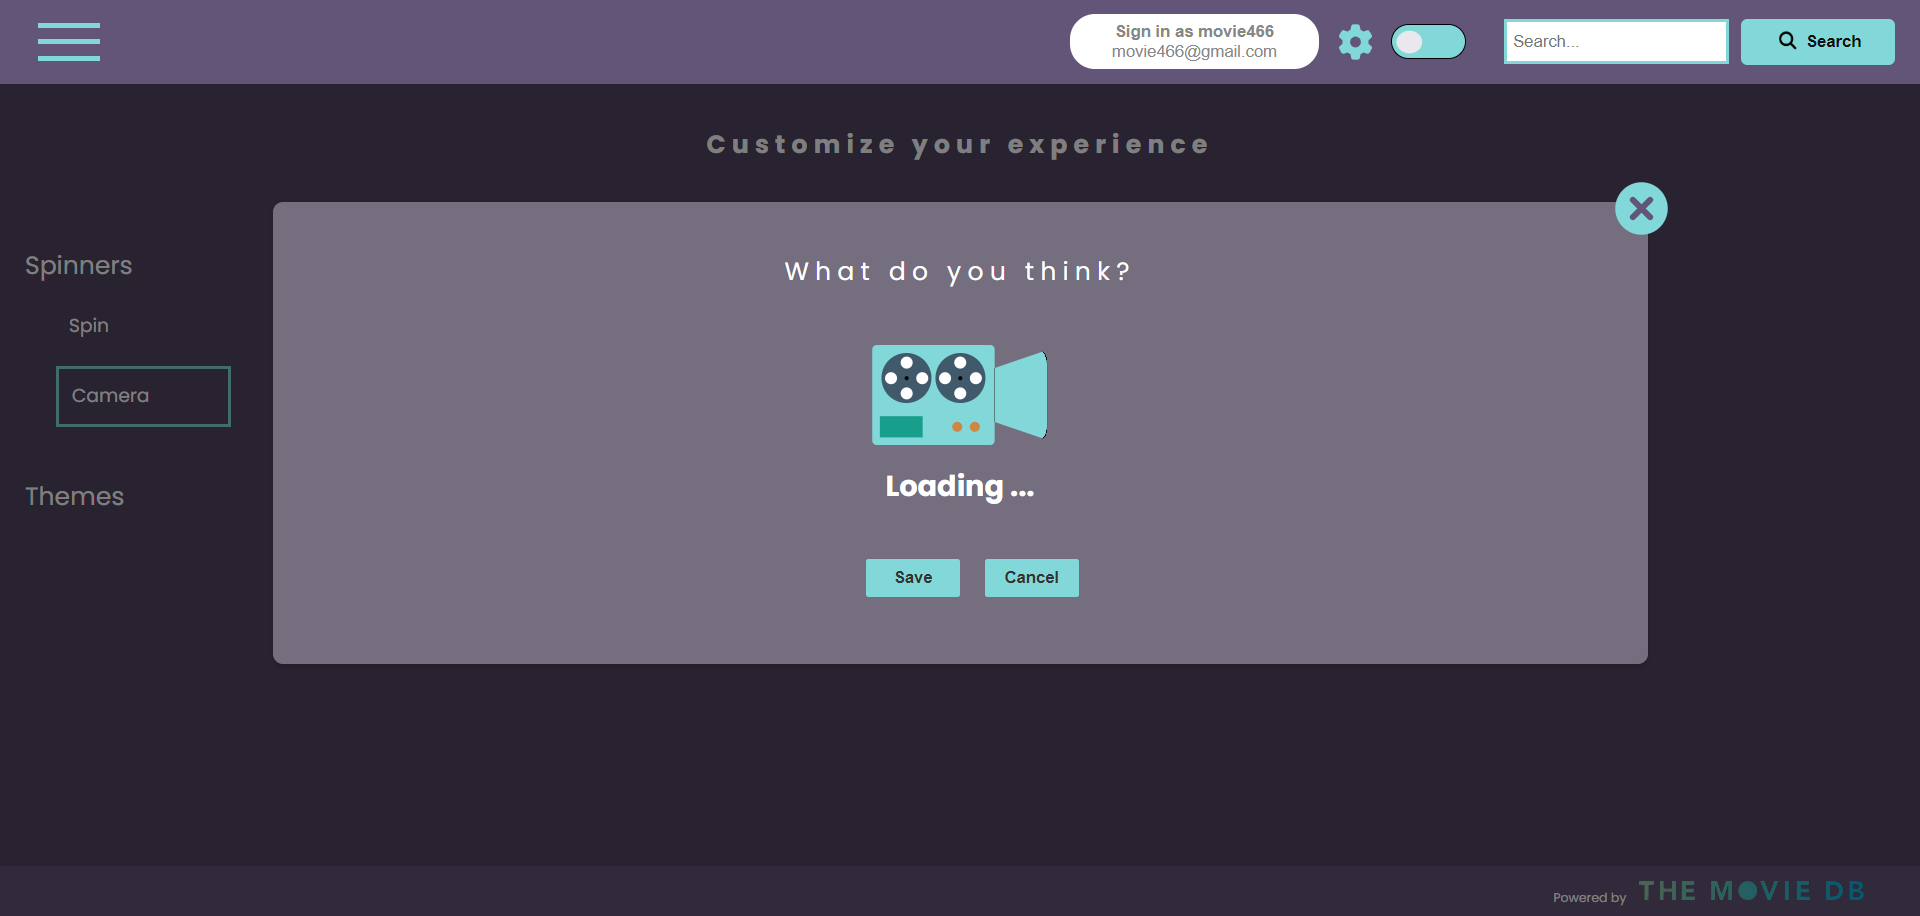 Sign in as movie466
movie466@gmail.com
Search...
Search
Customize your experience
What do you think?
Spinners
Spin
Camera
Themes
Loading ...
Save
Cancel
Powered by THE MOVIE DB